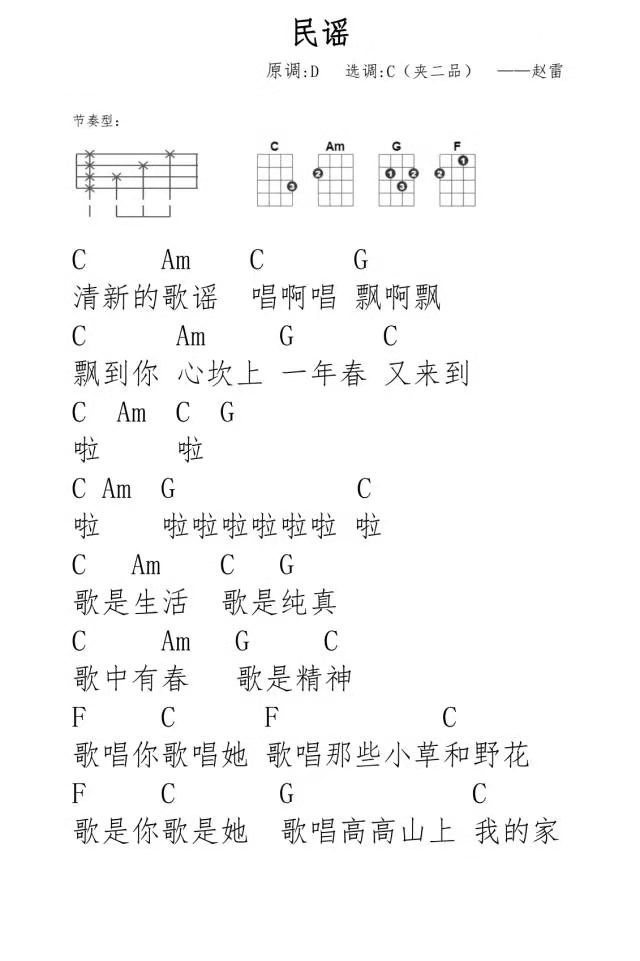 民谣
原调:D 选调:C（夹二品） ——赵雷
节奏型:
C Am G F
3 2 1 2 3 2 1
C Am C G
清新的歌谣 唱啊唱 飘啊飘
C Am G C
飘到你 心坎上 一年春 又来到
C Am C G
啦 啦
C Am G C
啦 啦啦啦啦啦啦 啦
C Am C G
歌是生活 歌是纯真
C Am G C
歌中有春 歌是精神
F C F C
歌唱你歌唱她 歌唱那些小草和野花
F C G C
歌是你歌是她 歌唱高高山上 我的家